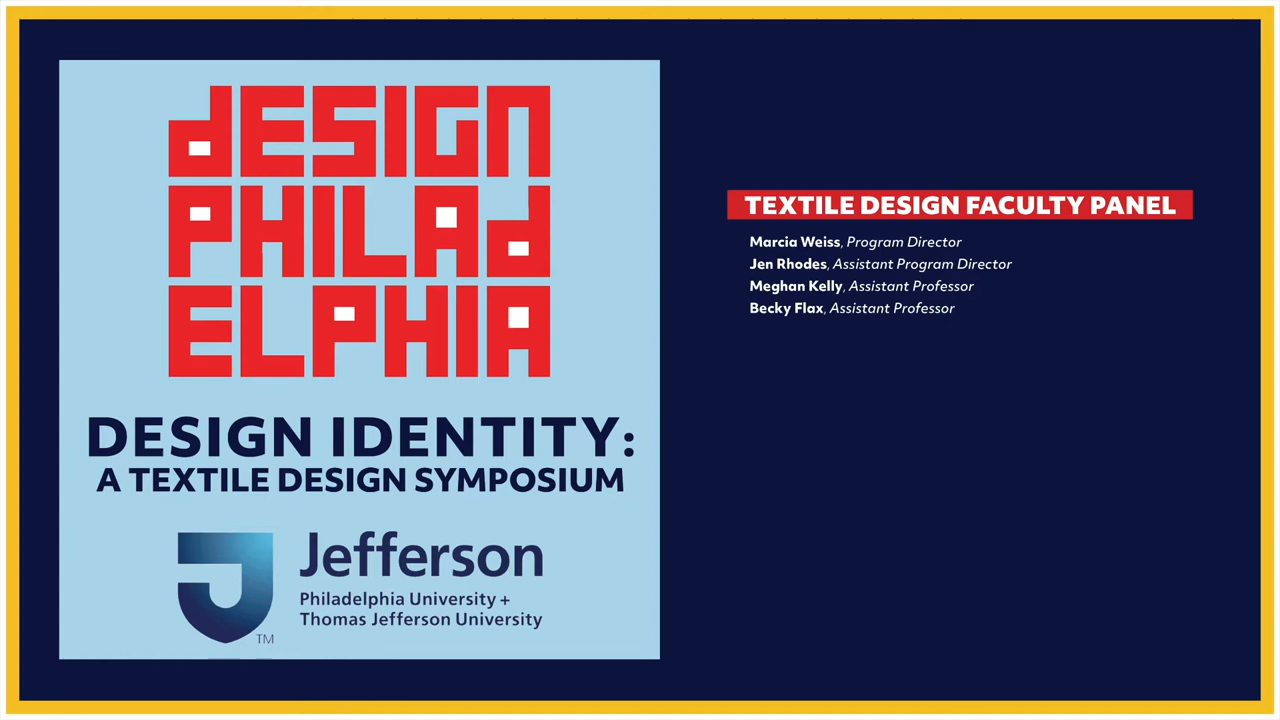 dESIGn
PHILAd
ELPHIA
DESIGN IDENTITY:
A TEXTILE DESIGN SYMPOSIUM
Jefferson
Philadelphia University +
Thomas Jefferson University
TM
TEXTILE DESIGN FACULTY PANEL
Marcia Weiss, Program Director
Jen Rhodes, Assistant Program Director
Meghan Kelly, Assistant Professor
Becky Flax, Assistant Professor